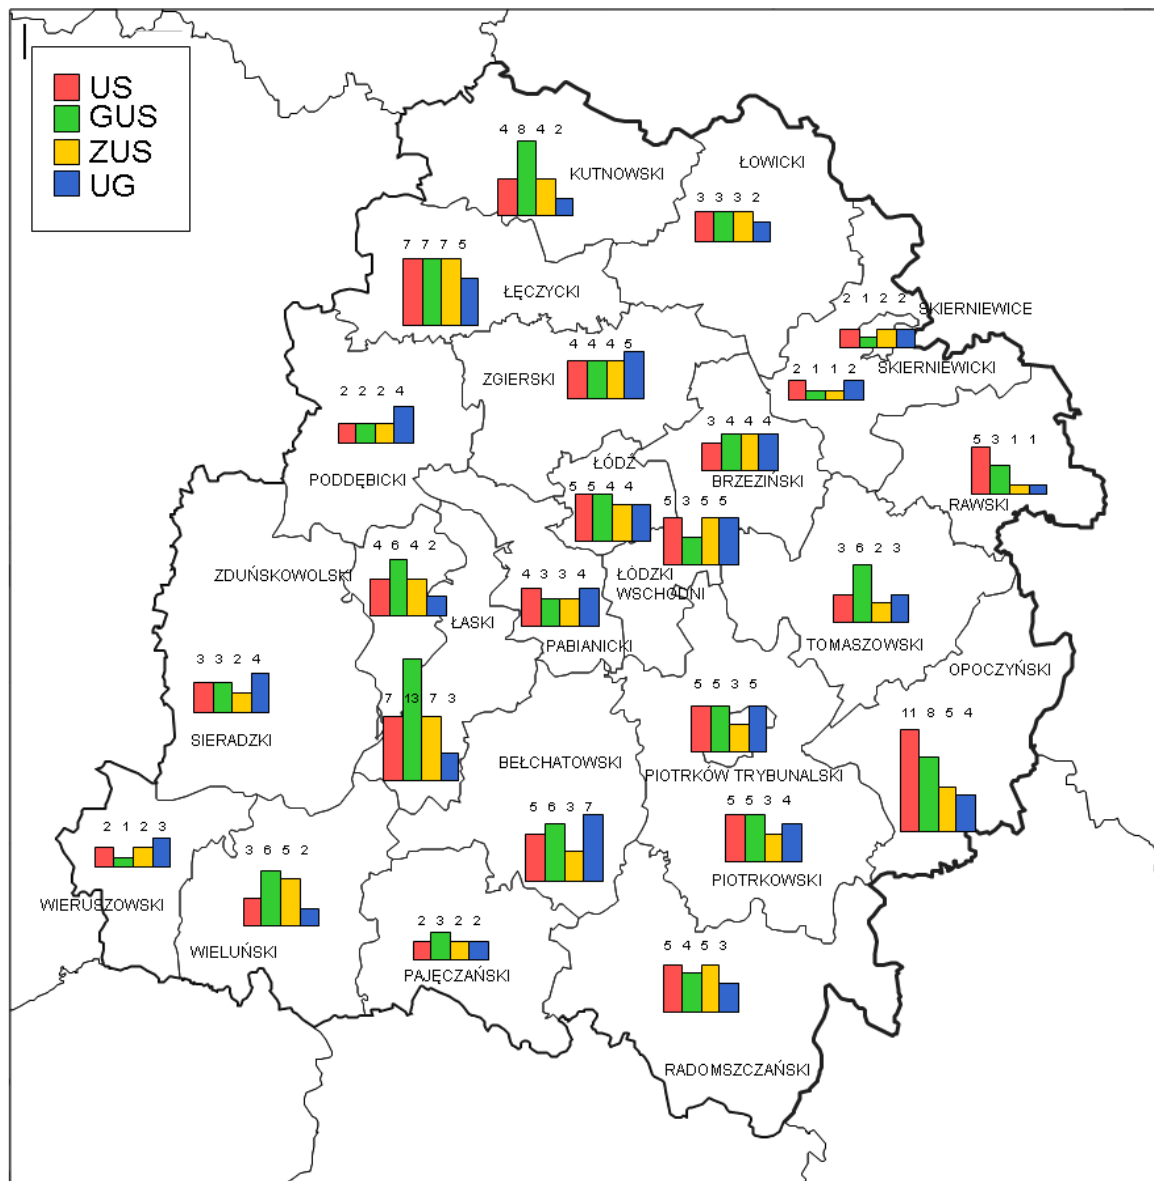 US
GUS
ZUS
UG
4 8 4 2
KUTNOWSKI
ŁOWICKI
3 3 3 2
7 7 7 5
ŁĘCZYCKI
2 1 2 2
SKIERNIEWICE
SKIERNIEWICKI
2 1 1 2
4 4 4 5
ZGIERSKI
2 2 2 4
PODDĘBICKI
3 4 4 4
BRZEZIŃSKI
5 3 1 1
RAWSKI
ŁÓDŹ
5 5 4 4
5 3 5 5
ŁÓDZKI
WSCHODNI
4 6 4 2
ZDUŃSKOWOLSKI
ŁASKI
4 3 3 4
PABIANICKI
3 6 2 3
TOMASZOWSKI
OPOCZYŃSKI
11 8 5 4
3 3 2 4
SIERADZKI
7 13 7 3
5 5 3 5
PIOTRKÓW TRYBUNALSKI
BEŁCHATOWSKI
5 6 3 7
5 5 3 4
PIOTRKOWSKI
2 1 2 3
WIERUSZOWSKI
3 6 5 2
WIELUŃSKI
2 3 2 2
PAJĘCZAŃSKI
5 4 5 3
RADOMSZCZAŃSKI